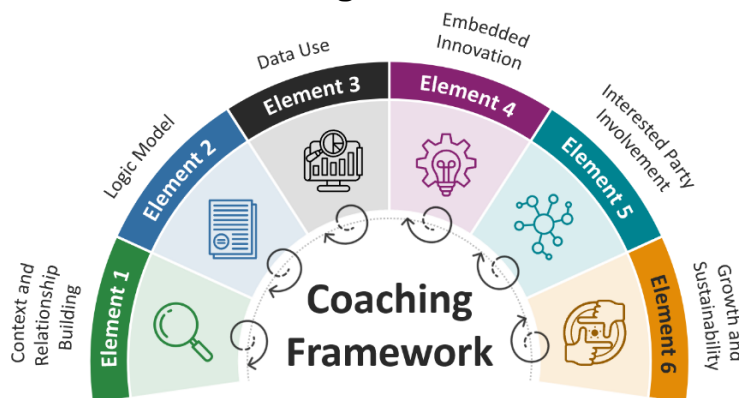 Context and
Relationship
Building
Element 1
Logic Model
Element 2
Data Use
Element 3
Embedded
Innovation
Element 4
Interested Party
Involvement
Element 5
Growth and
Sustainability
Element 6
Coaching
Framework